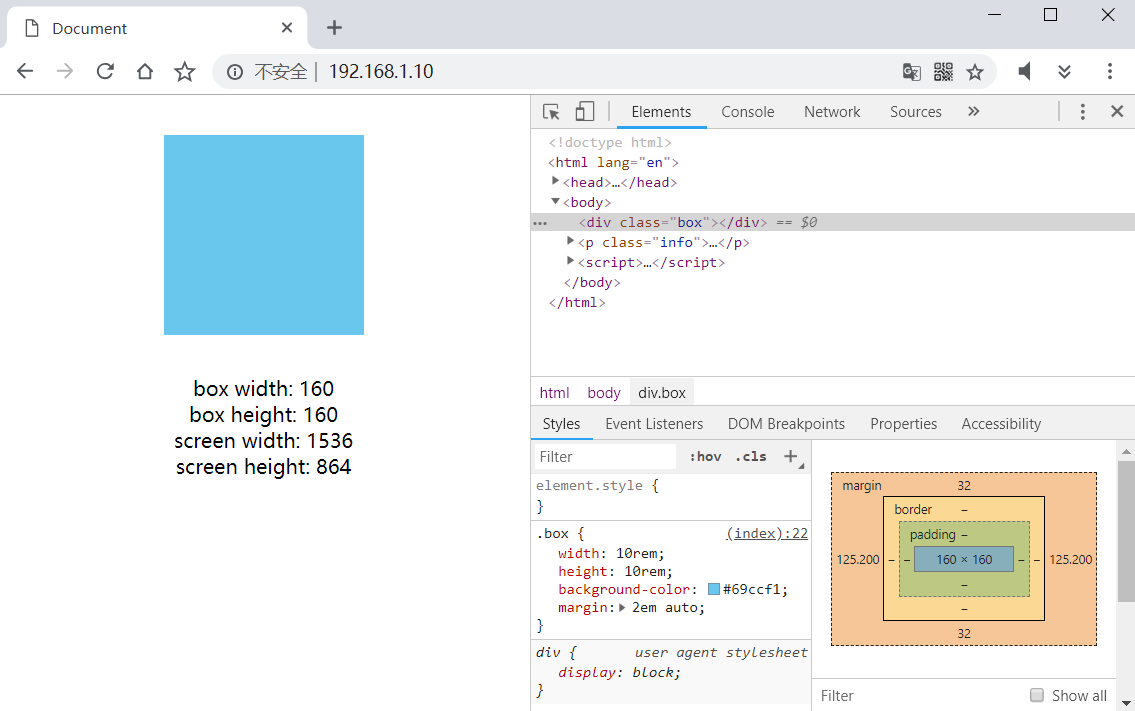 Document
不安全 192.168.1.10
box width: 160
box height: 160
screen width: 1536
screen height: 864
Elements Console Network Sources
<!doctype html>
<html lang="en">
<head>…</head>
<body>
<div class="box"></div> == $0
<p class="info">…</p>
<script>…</script>
</body>
</html>
html body div.box
Styles Event Listeners DOM Breakpoints Properties Accessibility
Filter :hov .cls
element.style {
}
.box { (index):22
width: 10rem;
height: 10rem;
background-color: #69ccf1;
margin: 2em auto;
}
div { user agent stylesheet
display: block;
}
margin 32
border –
padding –
125.200 – – 160 × 160 – – 125.200
–
–
32
Filter Show all